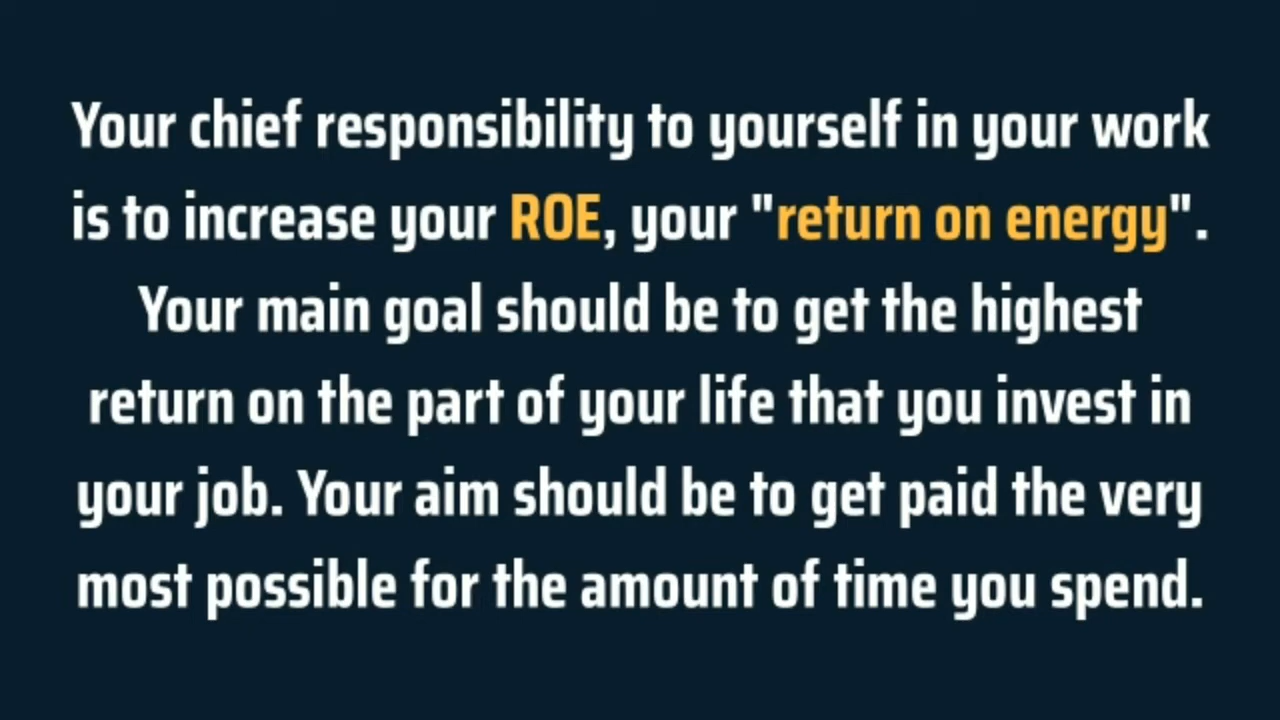 Your chief responsibility to yourself in your work
is to increase your ROE, your "return on energy".
Your main goal should be to get the highest
return on the part of your life that you invest in
your job. Your aim should be to get paid the very
most possible for the amount of time you spend.